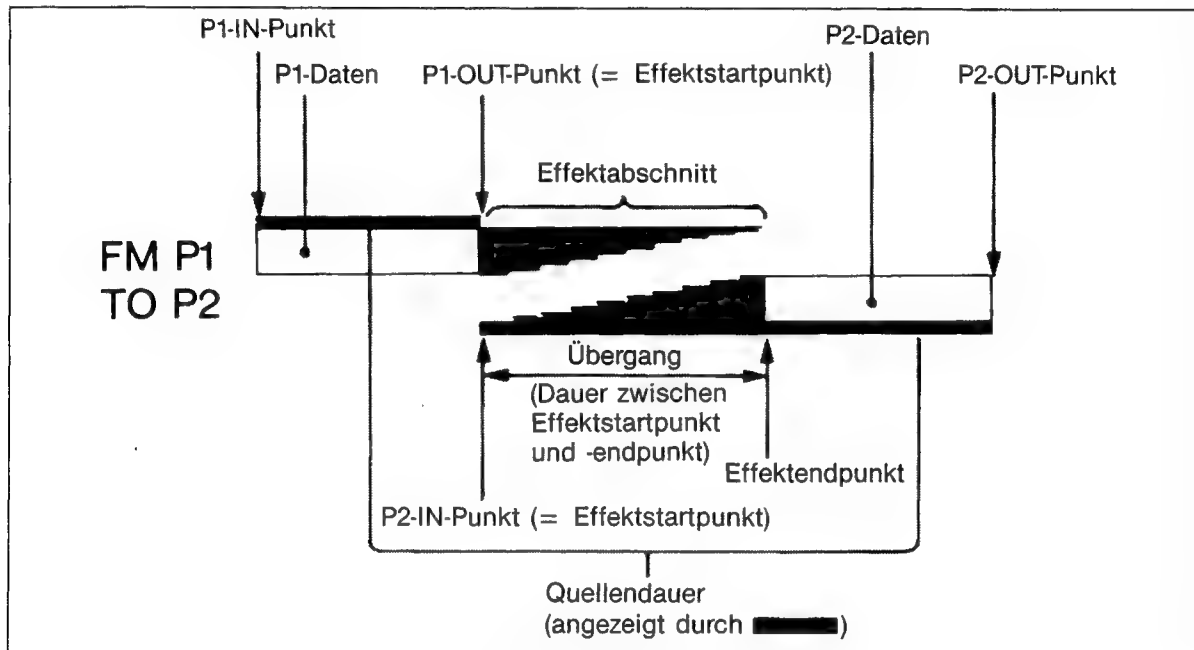 P1-IN-Punkt
P2-Daten
P1-Daten
P1-OUT-Punkt (= Effektstartpunkt)
P2-OUT-Punkt
Effektabschnitt
FM P1
TO P2
Übergang
(Dauer zwischen
Effektstartpunkt
und -endpunkt)
Effektendpunkt
P2-IN-Punkt (= Effektstartpunkt)
Quellendauer
(angezeigt durch )